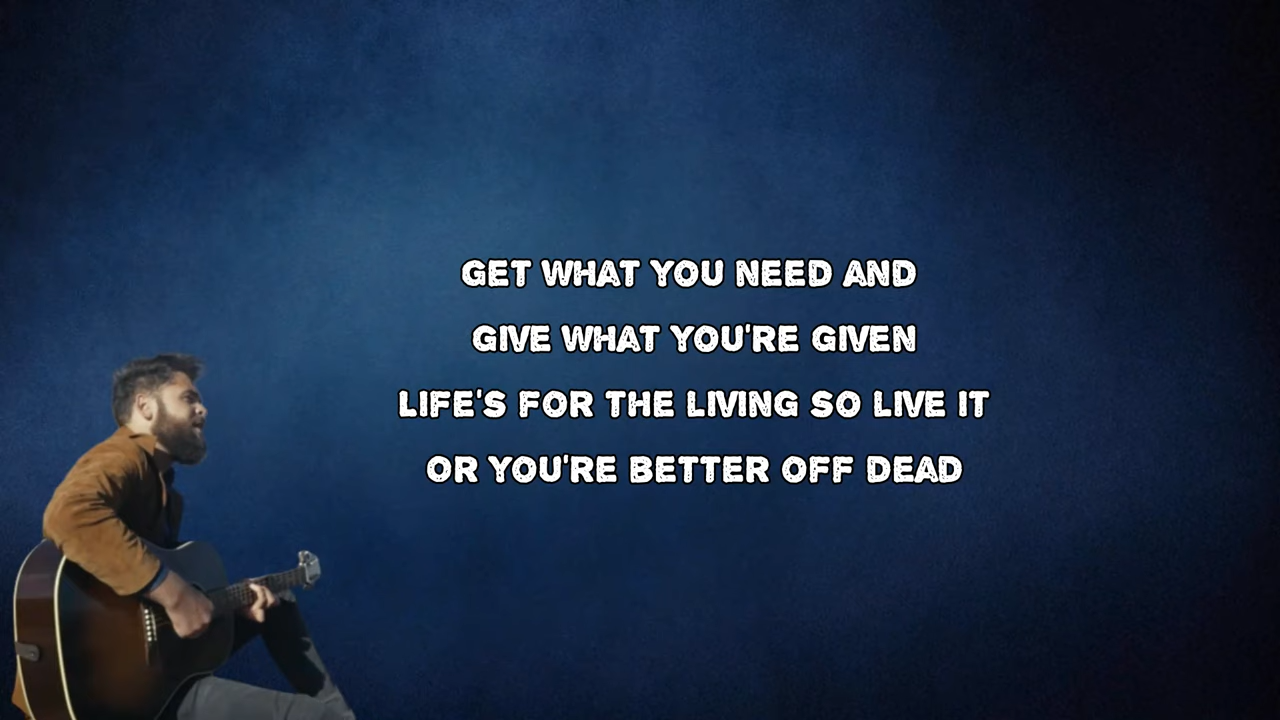 GET WHAT YOU NEED AND
GIVE WHAT YOU'RE GIVEN
LIFE'S FOR THE LIVING SO LIVE IT
OR YOU'RE BETTER OFF DEAD